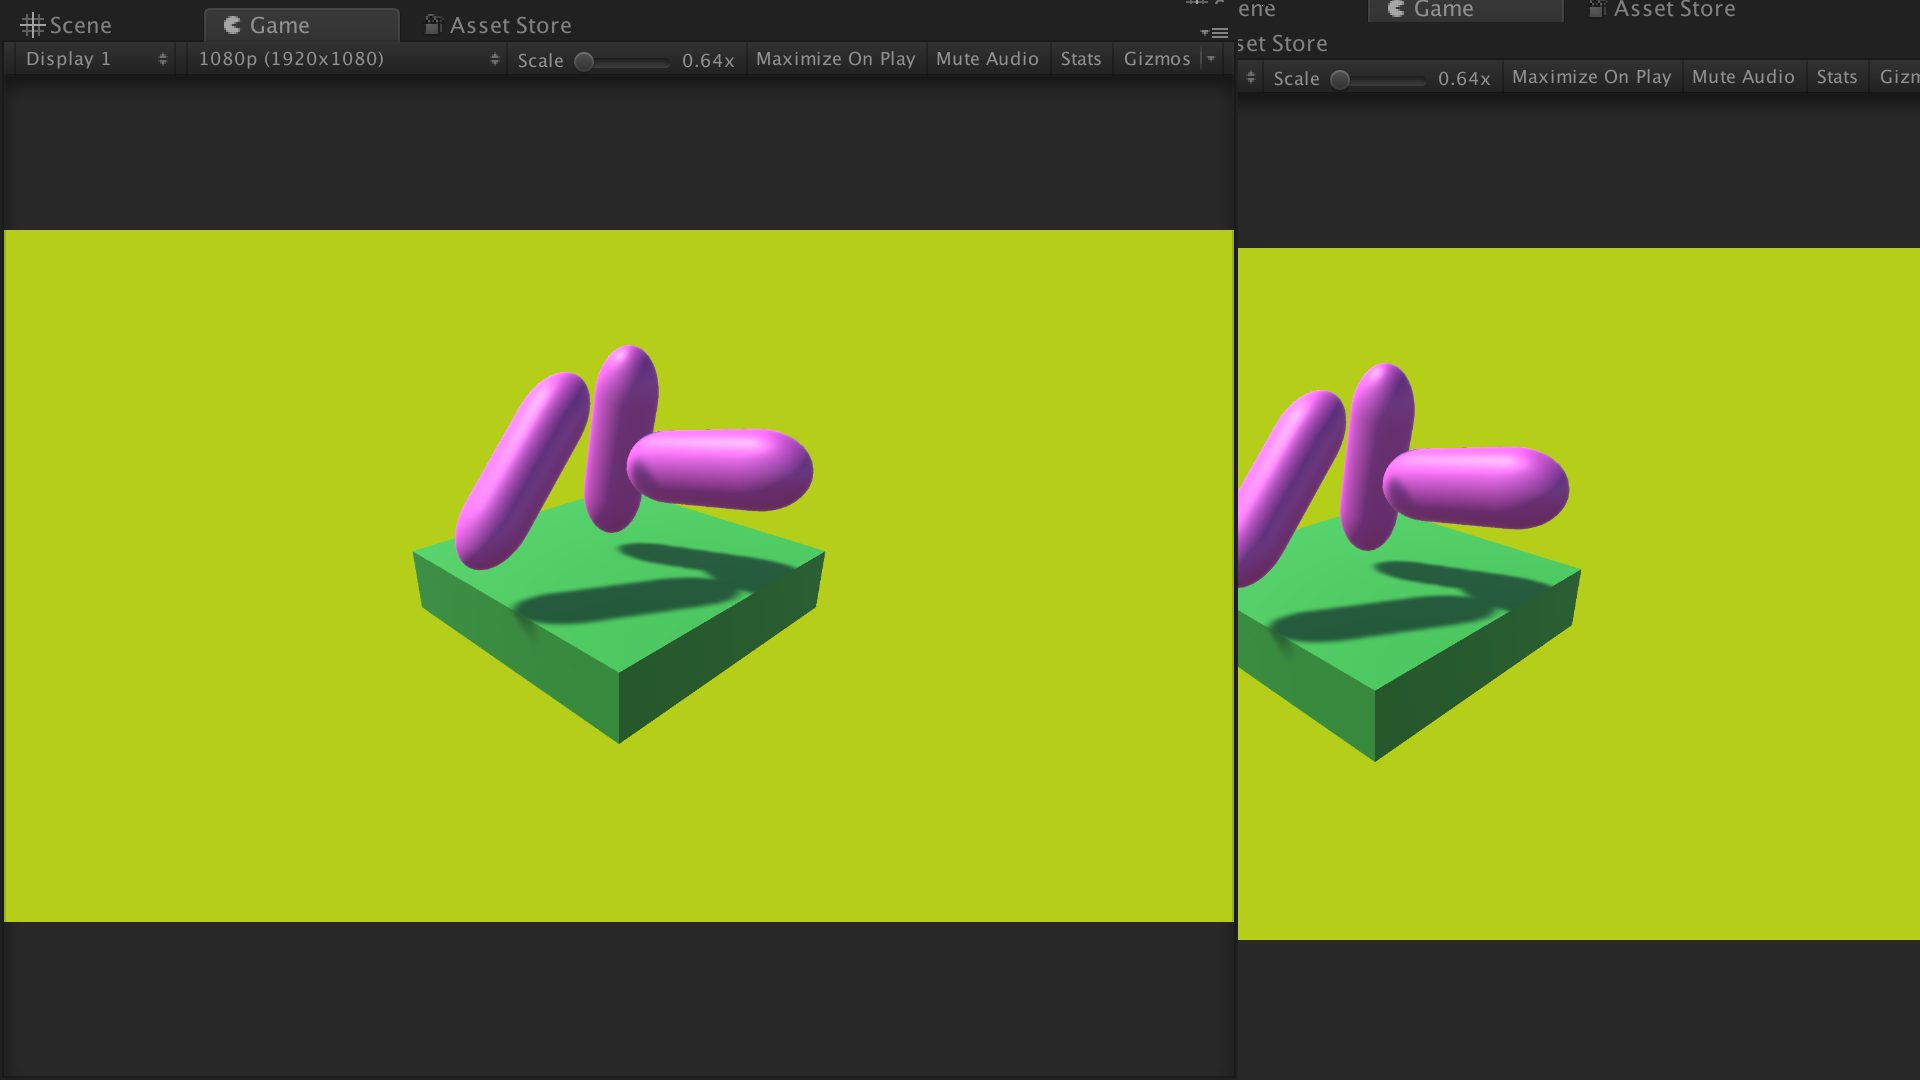 Scene Game Asset Store
Display 1 1080p (1920x1080) Scale 0.64x Maximize On Play Mute Audio Stats Gizmos
ene Game Asset Store
set Store
Scale 0.64x Maximize On Play Mute Audio Stats Gizm